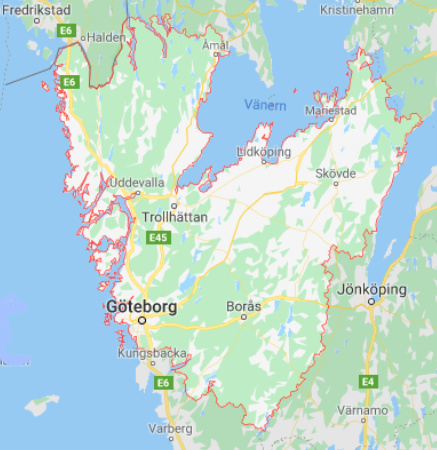 Fredrikstad
Kristinehamn
E6
Halden
Åmål
E6
Vänern
Mariestad
Lidköping
Skövde
Uddevalla
Trollhättan
E45
Jönköping
Göteborg
Borås
Kungsbacka
E6
E4
Värnamo
Varberg